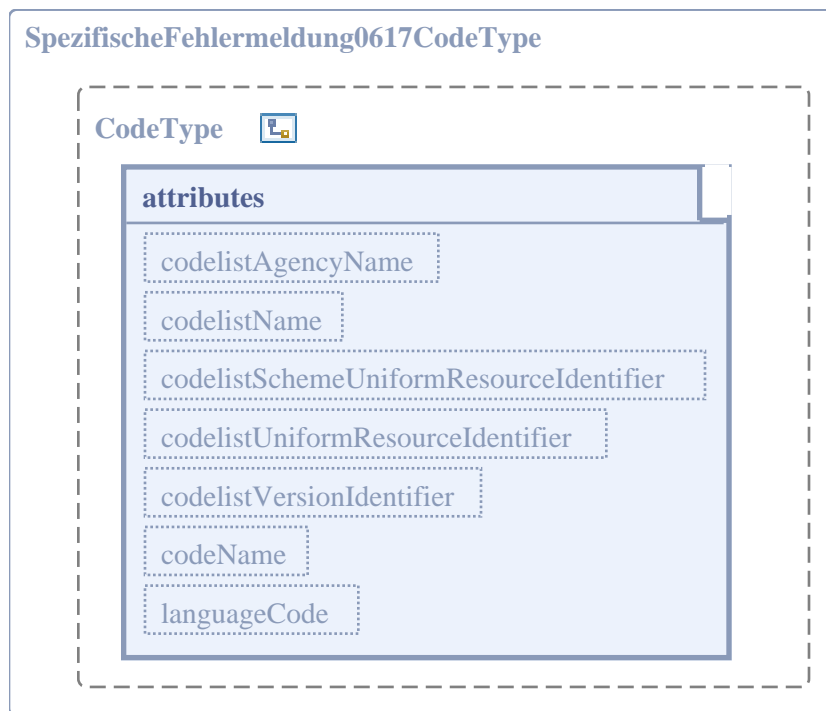 SpezifischeFehlermeldung0617CodeType
CodeType
attributes
codelistAgencyName
codelistName
codelistSchemeUniformResourceIdentifier
codelistUniformResourceIdentifier
codelistVersionIdentifier
codeName
languageCode